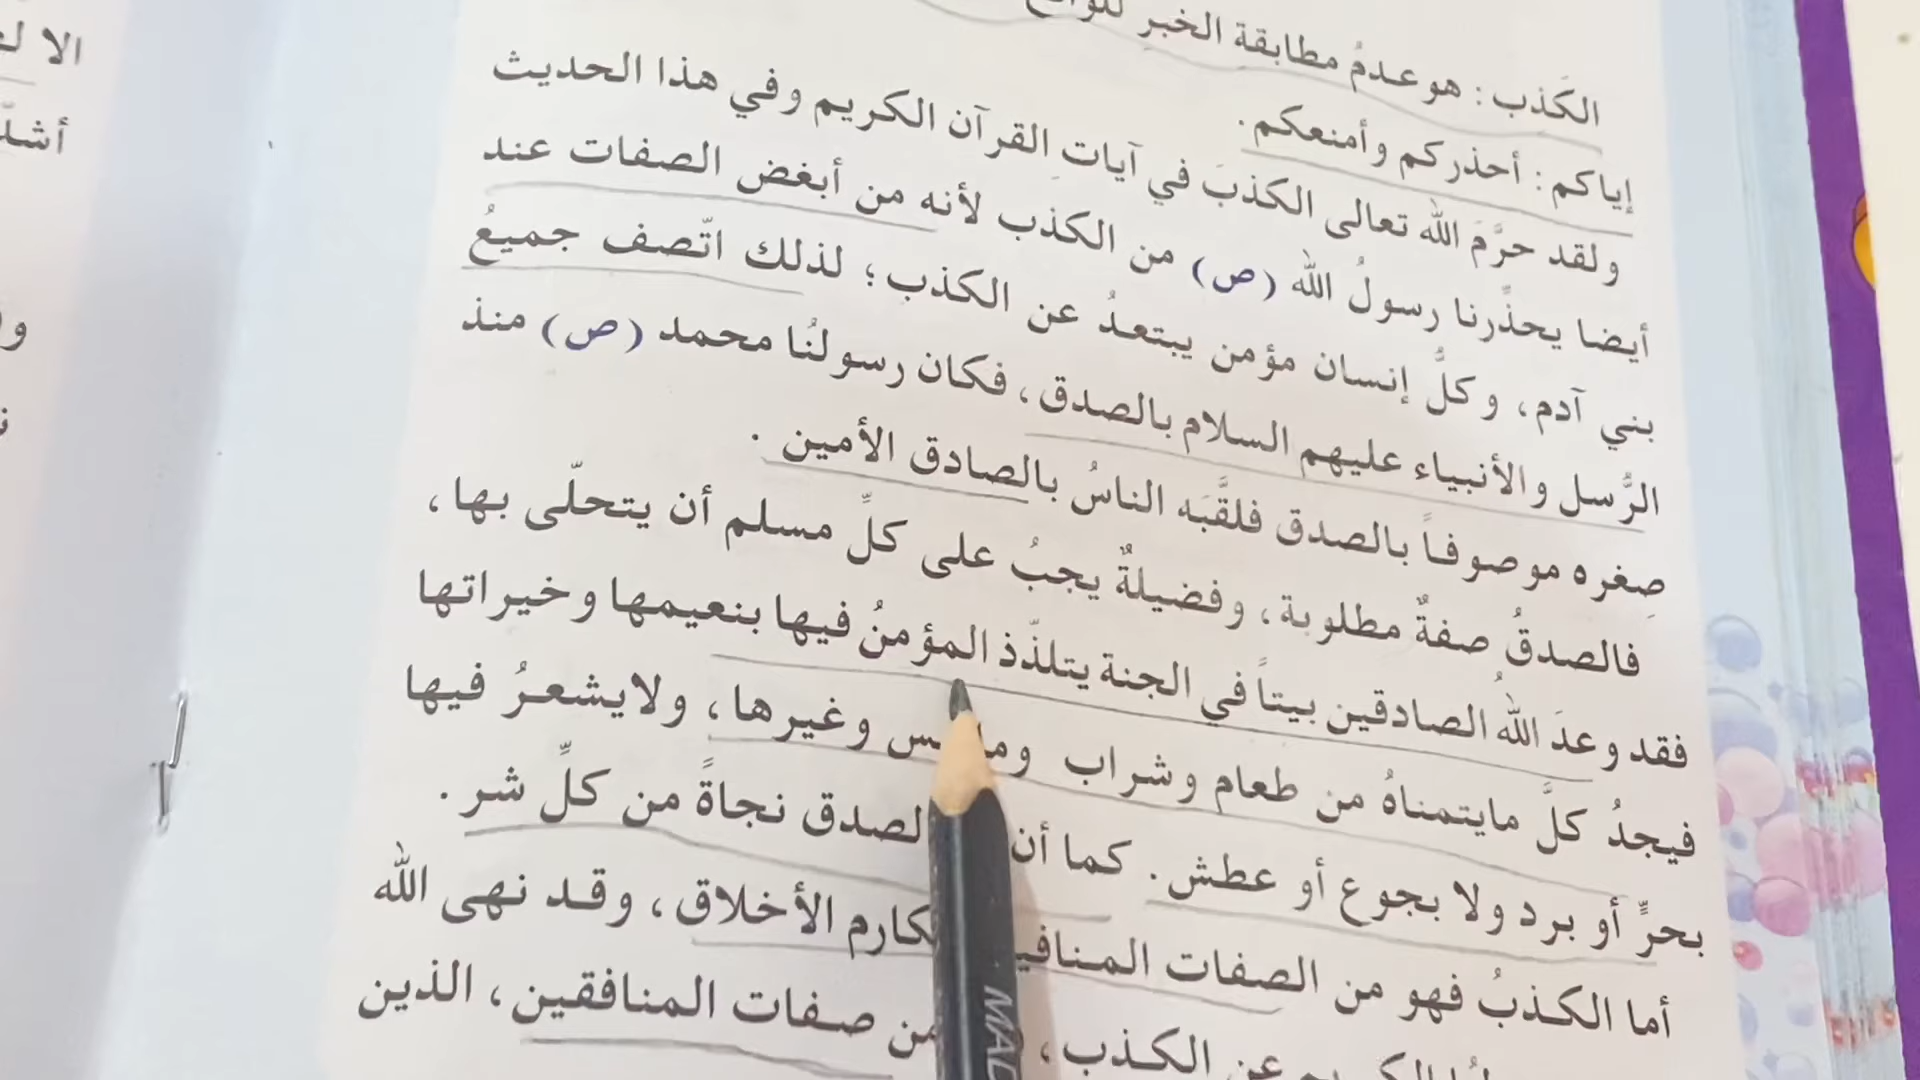 الكَذب : هو عدمُ مطابقة الخبر
إياكم : أحذركم وأمنعكم .
ولقد حرَّمَ الله تعالى الكذبَ في آيات القرآن الكريم وفي هذا الحديث
أيضا يحذِّرنا رسولُ الله (ص) من الكذب لأنه من أبغض الصفات عند
بني آدم، وكلُّ إنسان مؤمن يبتعدُ عن الكذب؛ لذلك اتّصف جميعُ
الرُّسل والأنبياء عليهم السلام بالصدق، فكان رسولنُا محمد (ص) منذ
صِغره موصوفاً بالصدق فلقَّبَه الناسُ بالصادق الأمين .
فالصدقُ صفةٌ مطلوبة، وفضيلةٌ يجبُ على كلِّ مسلم أن يتحلّى بها،
فقد وعدَ اللهُ الصادقين بيتاً في الجنة يتلذّذ المؤمنُ فيها بنعيمها وخيراتها
فيجدُ كلَّ مايتمناهُ من طعام وشراب وغيرها، ولايشعرُ فيها
بحرٍّ أو برد ولا بجوع أو عطش. كما أن الصدق نجاةً من كلِّ شر .
أما الكذبُ فهو من الصفات الأخلاق، وقد نهى الله
عن الكذب، من صفات المنافقين، الذين
الا